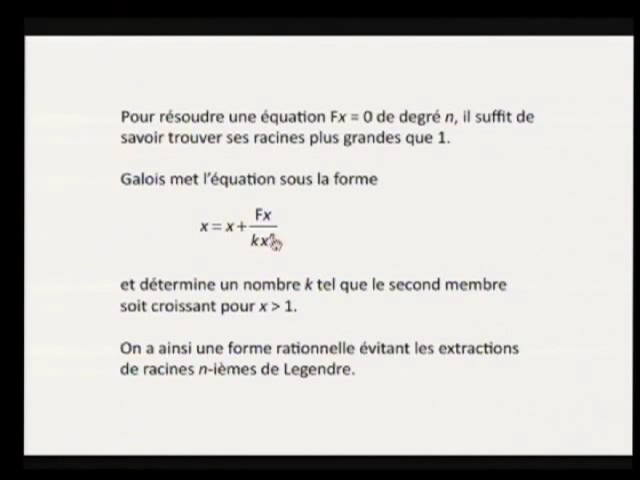 Pour résoudre une équation Fx = 0 de degré n, il suffit de
savoir trouver ses racines plus grandes que 1.
Galois met l'équation sous la forme
x = x + Fx / kxⁿ
et détermine un nombre k tel que le second membre
soit croissant pour x > 1.
On a ainsi une forme rationnelle évitant les extractions
de racines n-ièmes de Legendre.